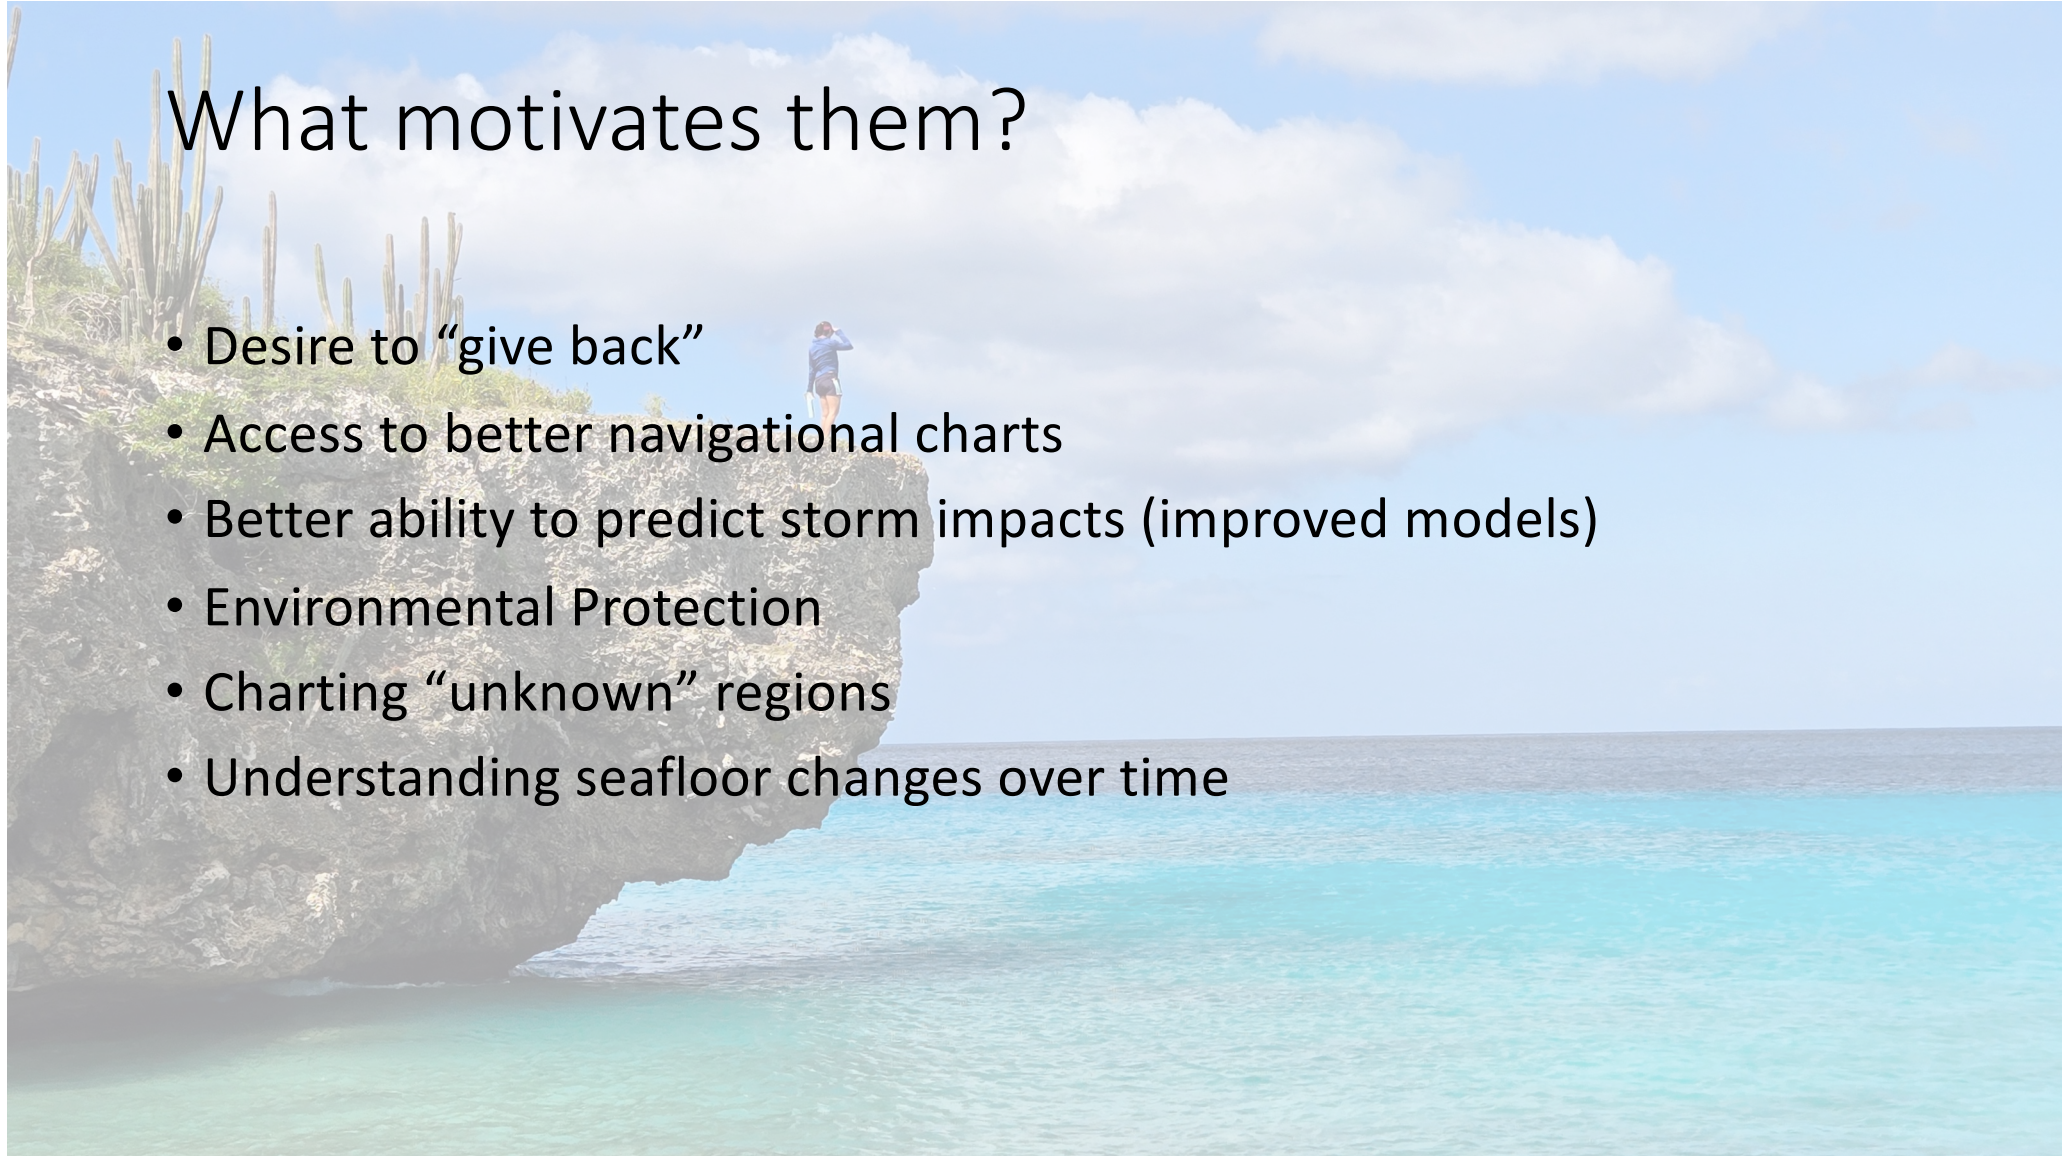 What motivates them?
• Desire to “give back”
• Access to better navigational charts
• Better ability to predict storm impacts (improved models)
• Environmental Protection
• Charting “unknown” regions
• Understanding seafloor changes over time